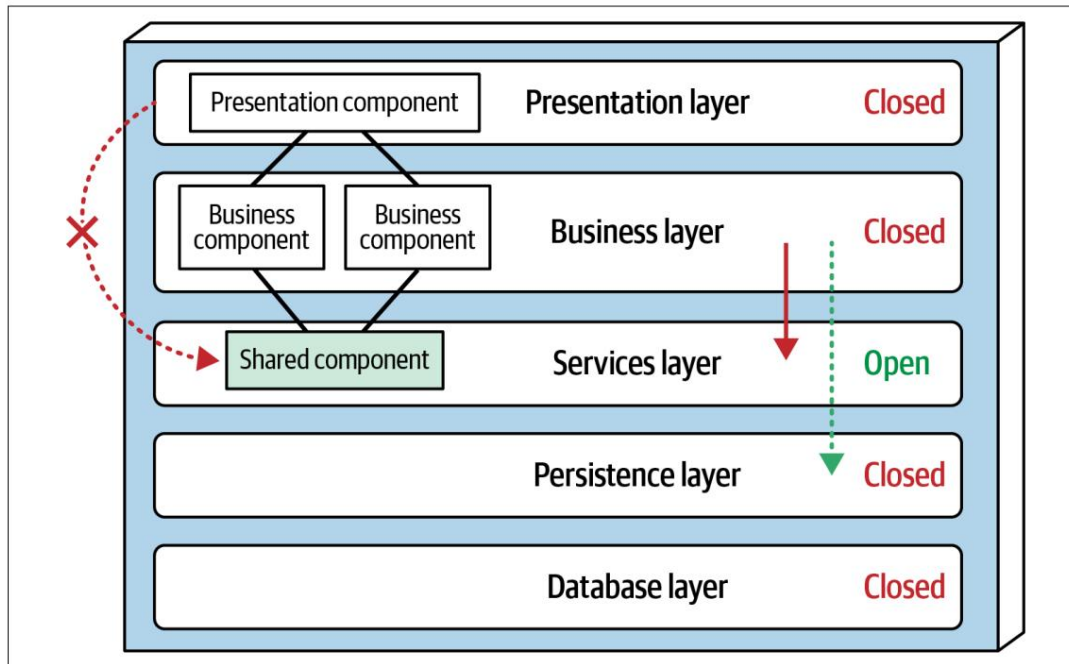 Presentation component
Presentation layer
Closed
Business
component
Business
component
Business layer
Closed
Shared component
Services layer
Open
Persistence layer
Closed
Database layer
Closed